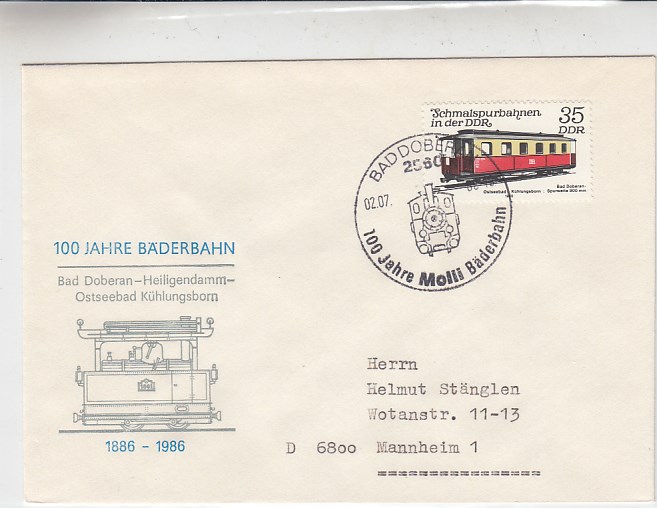 Schmalspurbahnen
in der DDR
35
DDR
Bad Doberan-
Ostseebad Kühlungsborn : Spurweite 900 mm
BAD DOBER
2560
02.07.
100 Jahre Molli Bäderbahn
100 JAHRE BÄDERBAHN
Bad Doberan–Heiligendamm–
Ostseebad Kühlungsborn
1886 – 1986
Herrn
Helmut Stänglen
Wotanstr. 11-13
D 6800 Mannheim 1